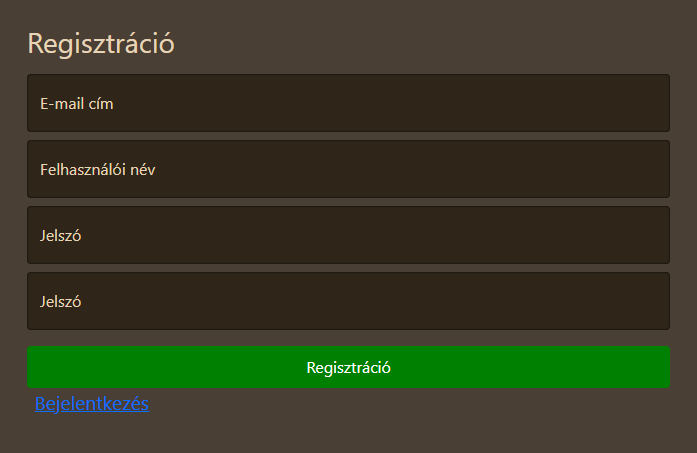 Regisztráció
E-mail cím
Felhasználói név
Jelszó
Jelszó
Regisztráció
Bejelentkezés